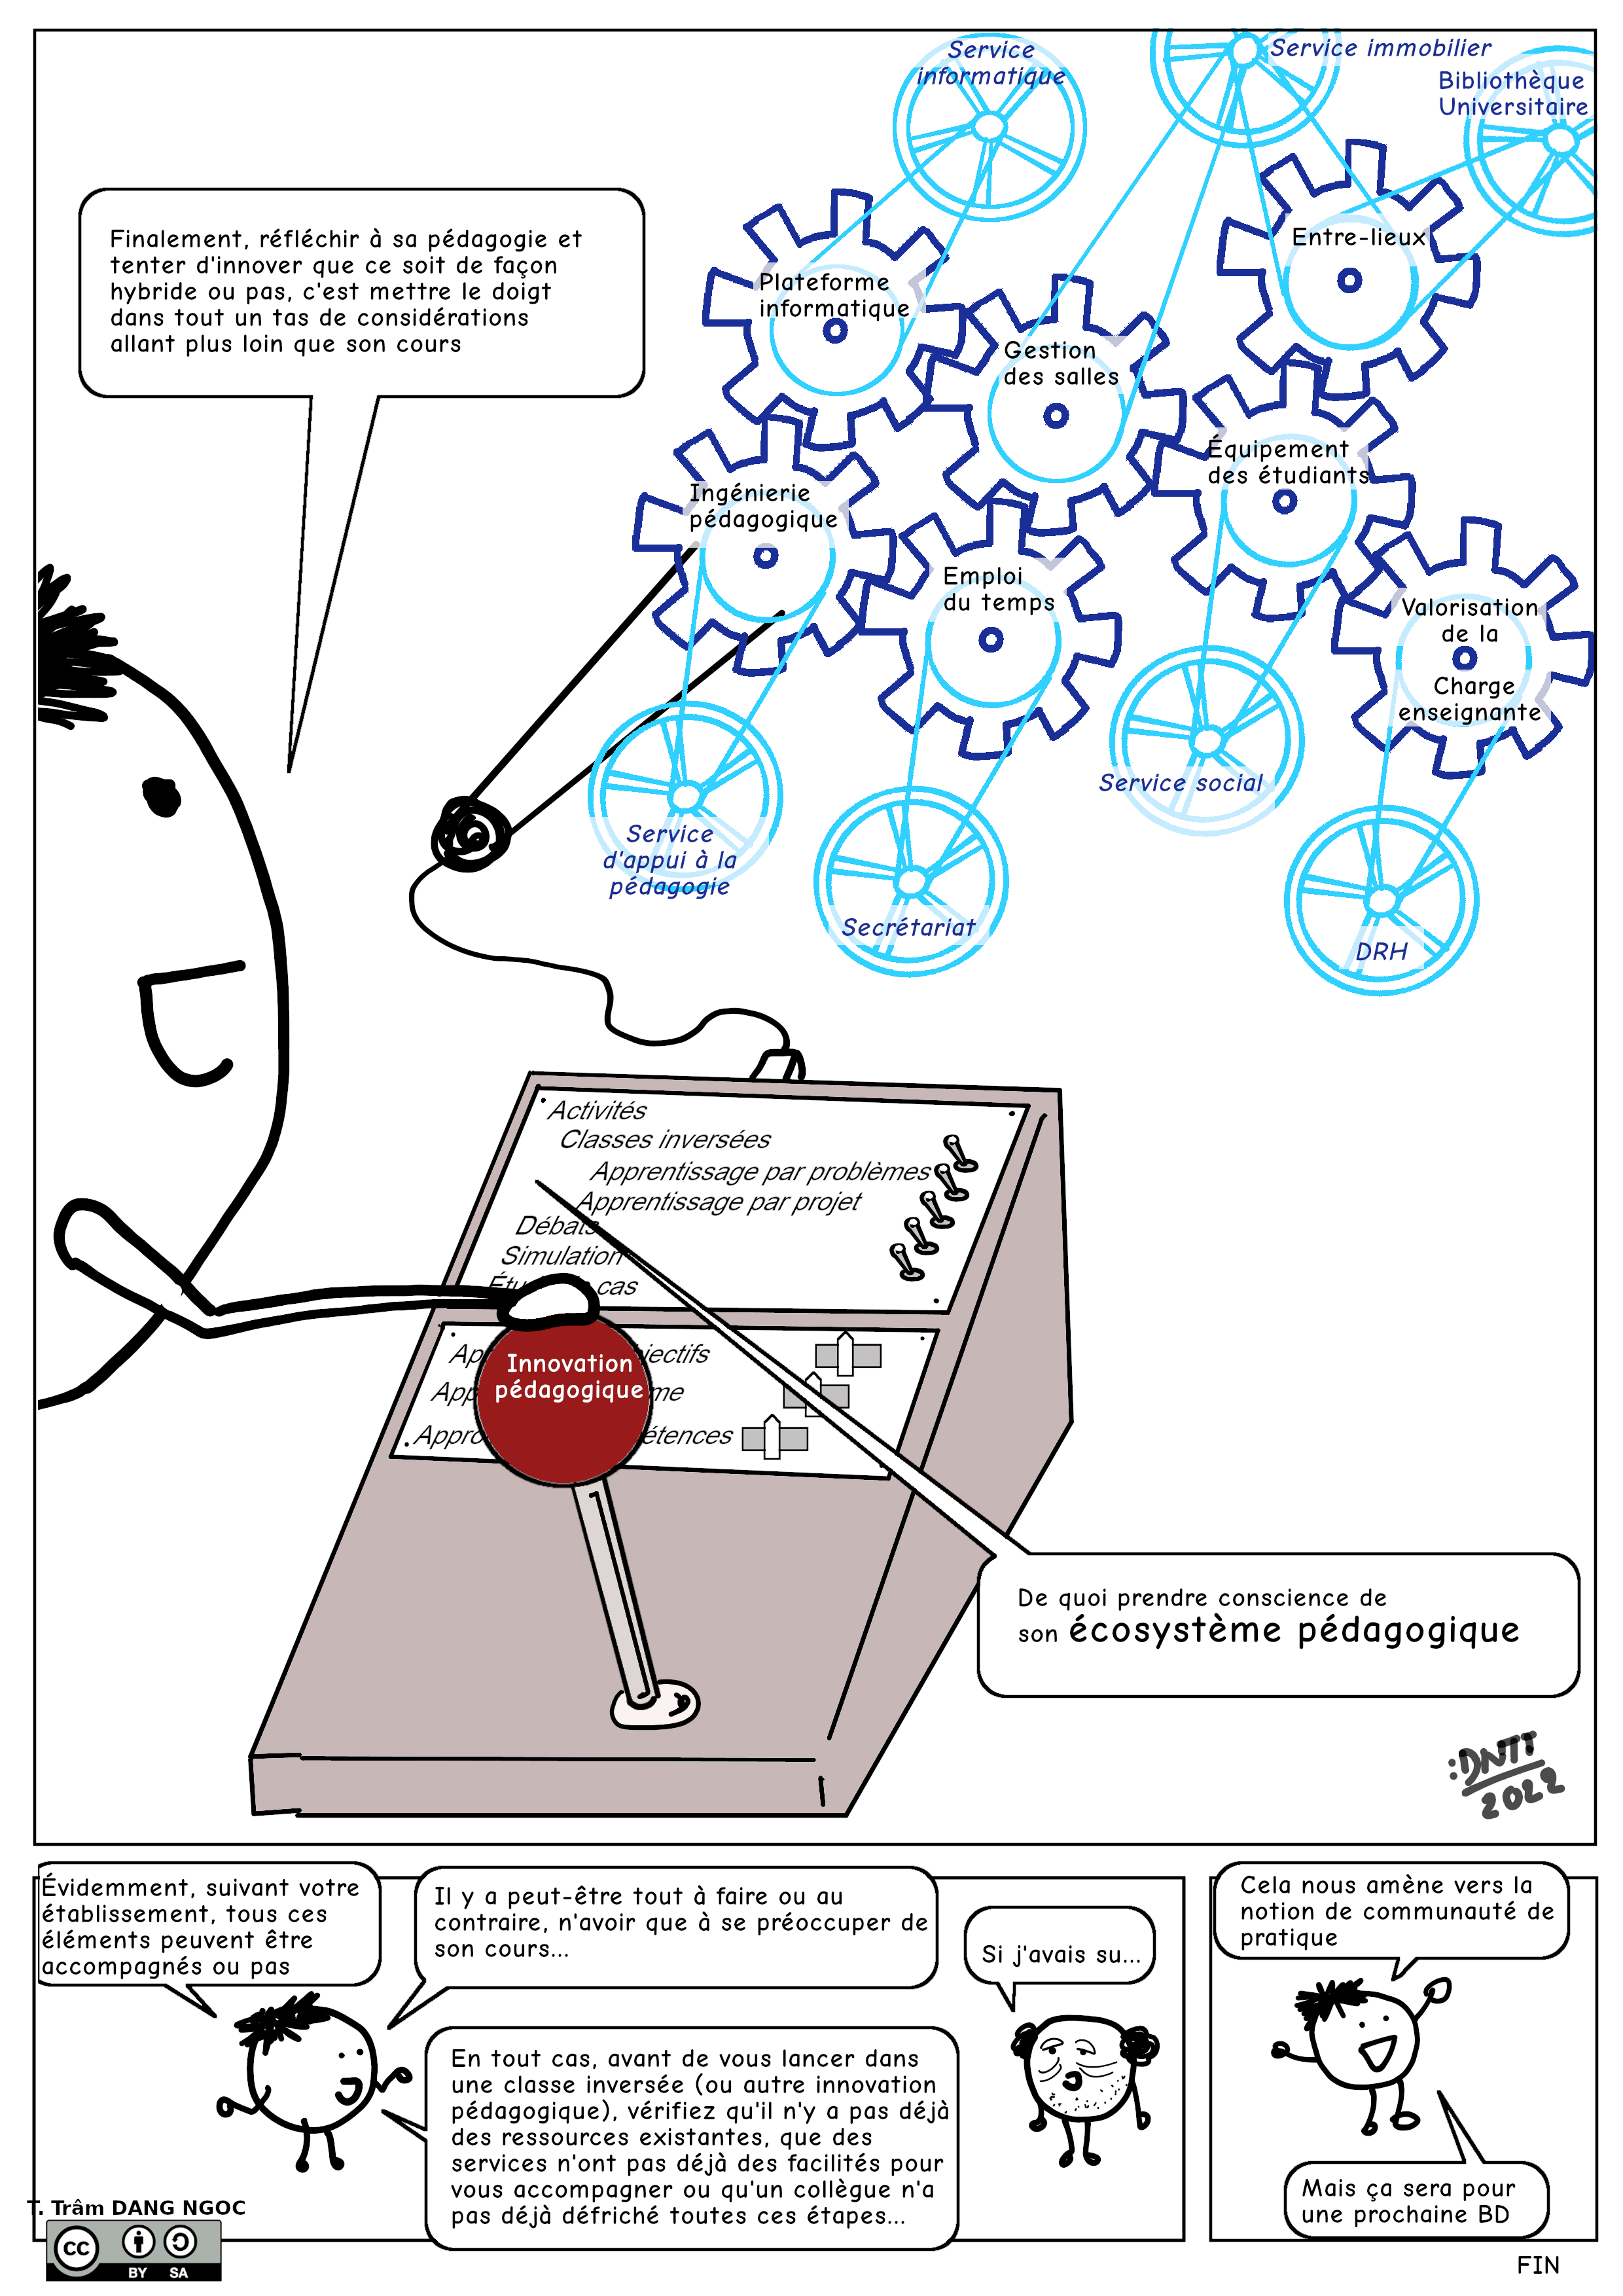 Service
informatique
Service immobilier
Bibliothèque
Universitaire
Finalement, réfléchir à sa pédagogie et
tenter d'innover que ce soit de façon
hybride ou pas, c'est mettre le doigt
dans tout un tas de considérations
allant plus loin que son cours
Entre-lieux
Plateforme
informatique
Gestion
des salles
Équipement
des étudiants
Ingénierie
pédagogique
Emploi
du temps
Valorisation
de la
Charge
enseignante
Service social
Service
d'appui à la
pédagogie
Secrétariat
DRH
Activités
Classes inversées
Apprentissage par problèmes
Apprentissage par projet
Débats
Simulation
cas
Innovation
pédagogique
De quoi prendre conscience de
son écosystème pédagogique
:DNTT
2022
Évidemment, suivant votre
établissement, tous ces
éléments peuvent être
accompagnés ou pas
Il y a peut-être tout à faire ou au
contraire, n'avoir que à se préoccuper de
son cours...
En tout cas, avant de vous lancer dans
une classe inversée (ou autre innovation
pédagogique), vérifiez qu'il n'y a pas déjà
des ressources existantes, que des
services n'ont pas déjà des facilités pour
vous accompagner ou qu'un collègue n'a
pas déjà défriché toutes ces étapes...
Si j'avais su...
Cela nous amène vers la
notion de communauté de
pratique
Mais ça sera pour
une prochaine BD
T. Trâm DANG NGOC
CC BY SA
FIN